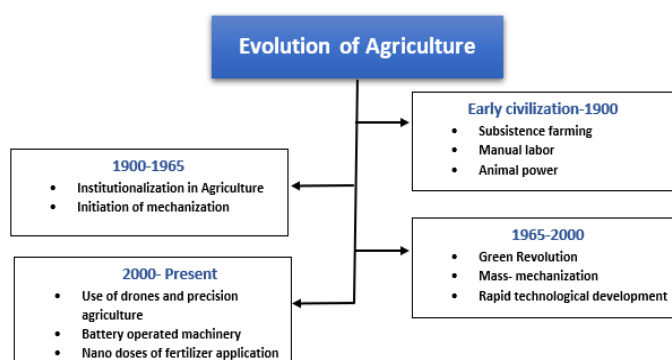 Evolution of Agriculture
Early civilization-1900
• Subsistence farming
• Manual labor
• Animal power
1900-1965
• Institutionalization in Agriculture
• Initiation of mechanization
1965-2000
• Green Revolution
• Mass- mechanization
• Rapid technological development
2000- Present
• Use of drones and precision
agriculture
• Battery operated machinery
• Nano doses of fertilizer application